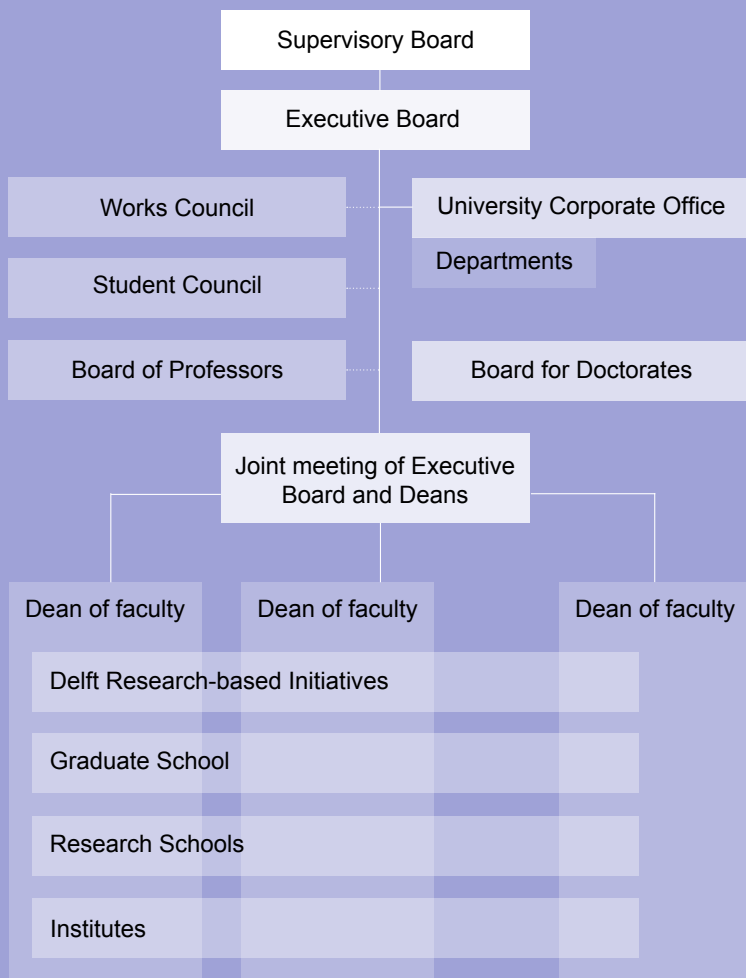 Supervisory Board
Executive Board
Works Council
University Corporate Office
Departments
Student Council
Board of Professors
Board for Doctorates
Joint meeting of Executive
Board and Deans
Dean of faculty
Dean of faculty
Dean of faculty
Delft Research-based Initiatives
Graduate School
Research Schools
Institutes